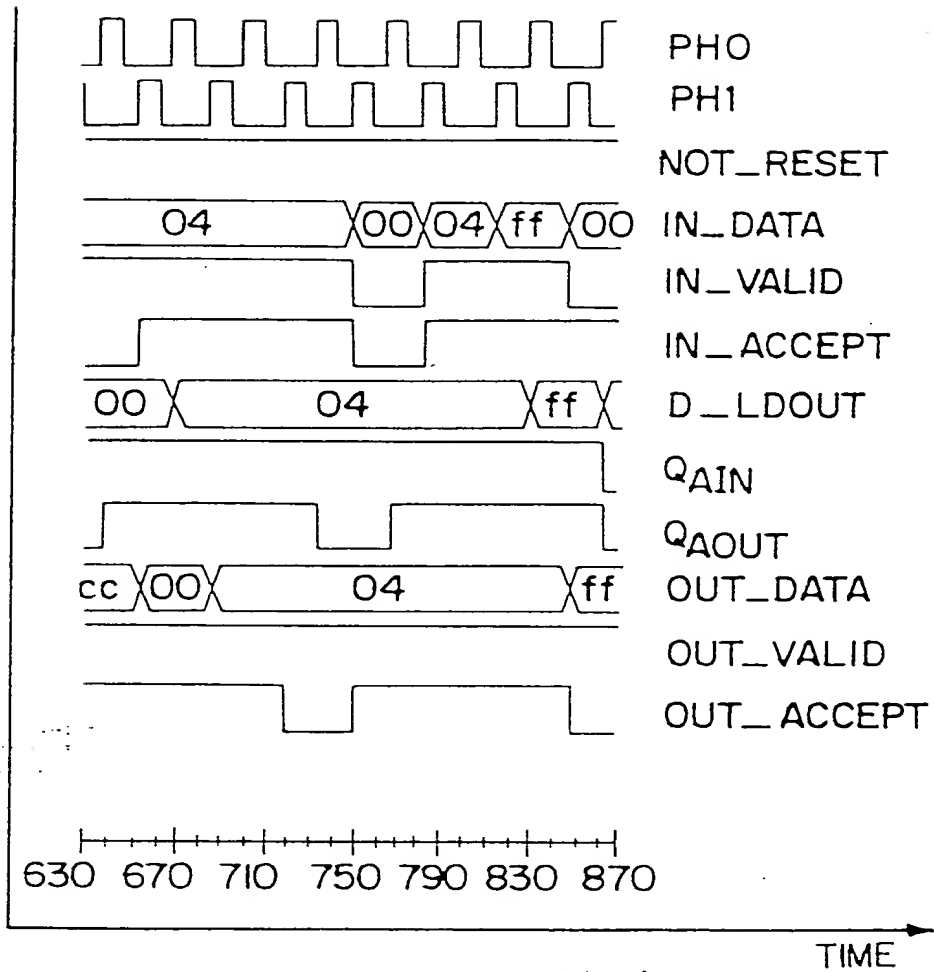 PH0
PH1
NOT_RESET
04 00 04 ff 00 IN_DATA
IN_VALID
IN_ACCEPT
00 04 ff D_LDOUT
QAIN
QAOUT
cc 00 04 ff OUT_DATA
OUT_VALID
OUT_ACCEPT
630 670 710 750 790 830 870
TIME